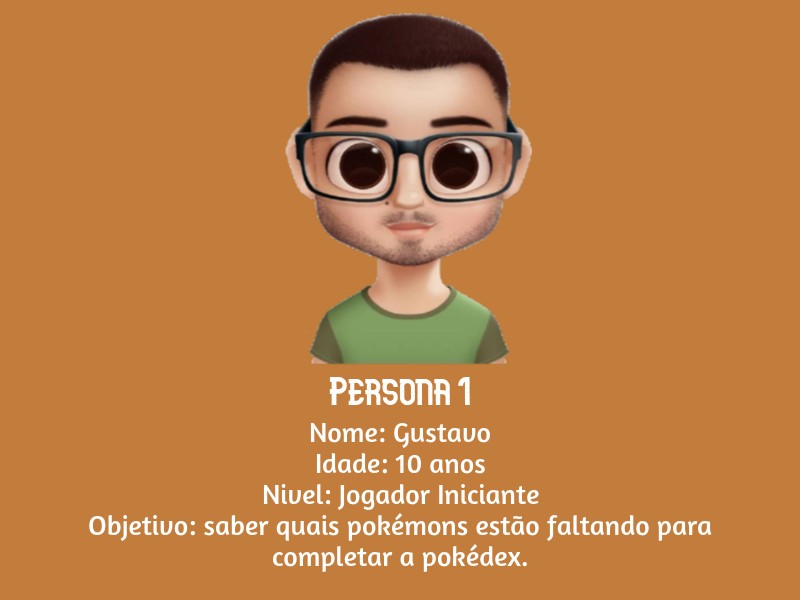 Persona 1
Nome: Gustavo
Idade: 10 anos
Nivel: Jogador Iniciante
Objetivo: saber quais pokémons estão faltando para
completar a pokédex.